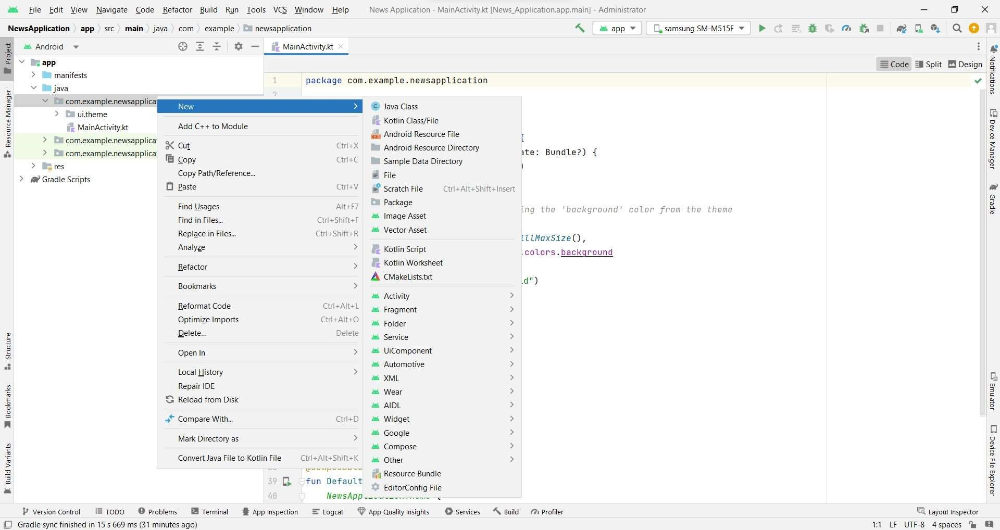 File Edit View Navigate Code Refactor Build Run Tools VCS Window Help News Application - MainActivity.kt [News_Application.app.main] - Administrator
NewsApplication app src main java com example newsapplication app samsung SM-M515F
Android MainActivity.kt
Code Split Design
Project
Resource Manager
Structure
Bookmarks
Build Variants
app
manifests
java
com.example.newsapplica
ui.theme
MainActivity.kt
com.example.newsapplica
com.example.newsapplica
res
Gradle Scripts
New
Add C++ to Module
Cut Ctrl+X
Copy Ctrl+C
Copy Path/Reference...
Paste Ctrl+V
Find Usages Alt+F7
Find in Files... Ctrl+Shift+F
Replace in Files... Ctrl+Shift+R
Analyze
Refactor
Bookmarks
Reformat Code Ctrl+Alt+L
Optimize Imports Ctrl+Alt+O
Delete... Delete
Open In
Local History
Repair IDE
Reload from Disk
Compare With... Ctrl+D
Mark Directory as
Convert Java File to Kotlin File Ctrl+Alt+Shift+K
Java Class
Kotlin Class/File
Android Resource File
Android Resource Directory
Sample Data Directory
File
Scratch File Ctrl+Alt+Shift+Insert
Package
Image Asset
Vector Asset
Kotlin Script
Kotlin Worksheet
CMakeLists.txt
Activity
Fragment
Folder
Service
UiComponent
Automotive
XML
Wear
AIDL
Widget
Google
Compose
Other
Resource Bundle
EditorConfig File
1 package com.example.newsapplication
2
{
ate: Bundle?) {
)
ing the 'background' color from the theme
illMaxSize(),
.colors.background
.d")
39 fun Default
40
Notifications
Device Manager
Gradle
Emulator
Device File Explorer
Version Control TODO Problems Terminal App Inspection Logcat App Quality Insights Services Build Profiler Layout Inspector
Gradle sync finished in 15 s 669 ms (31 minutes ago) 1:1 LF UTF-8 4 spaces